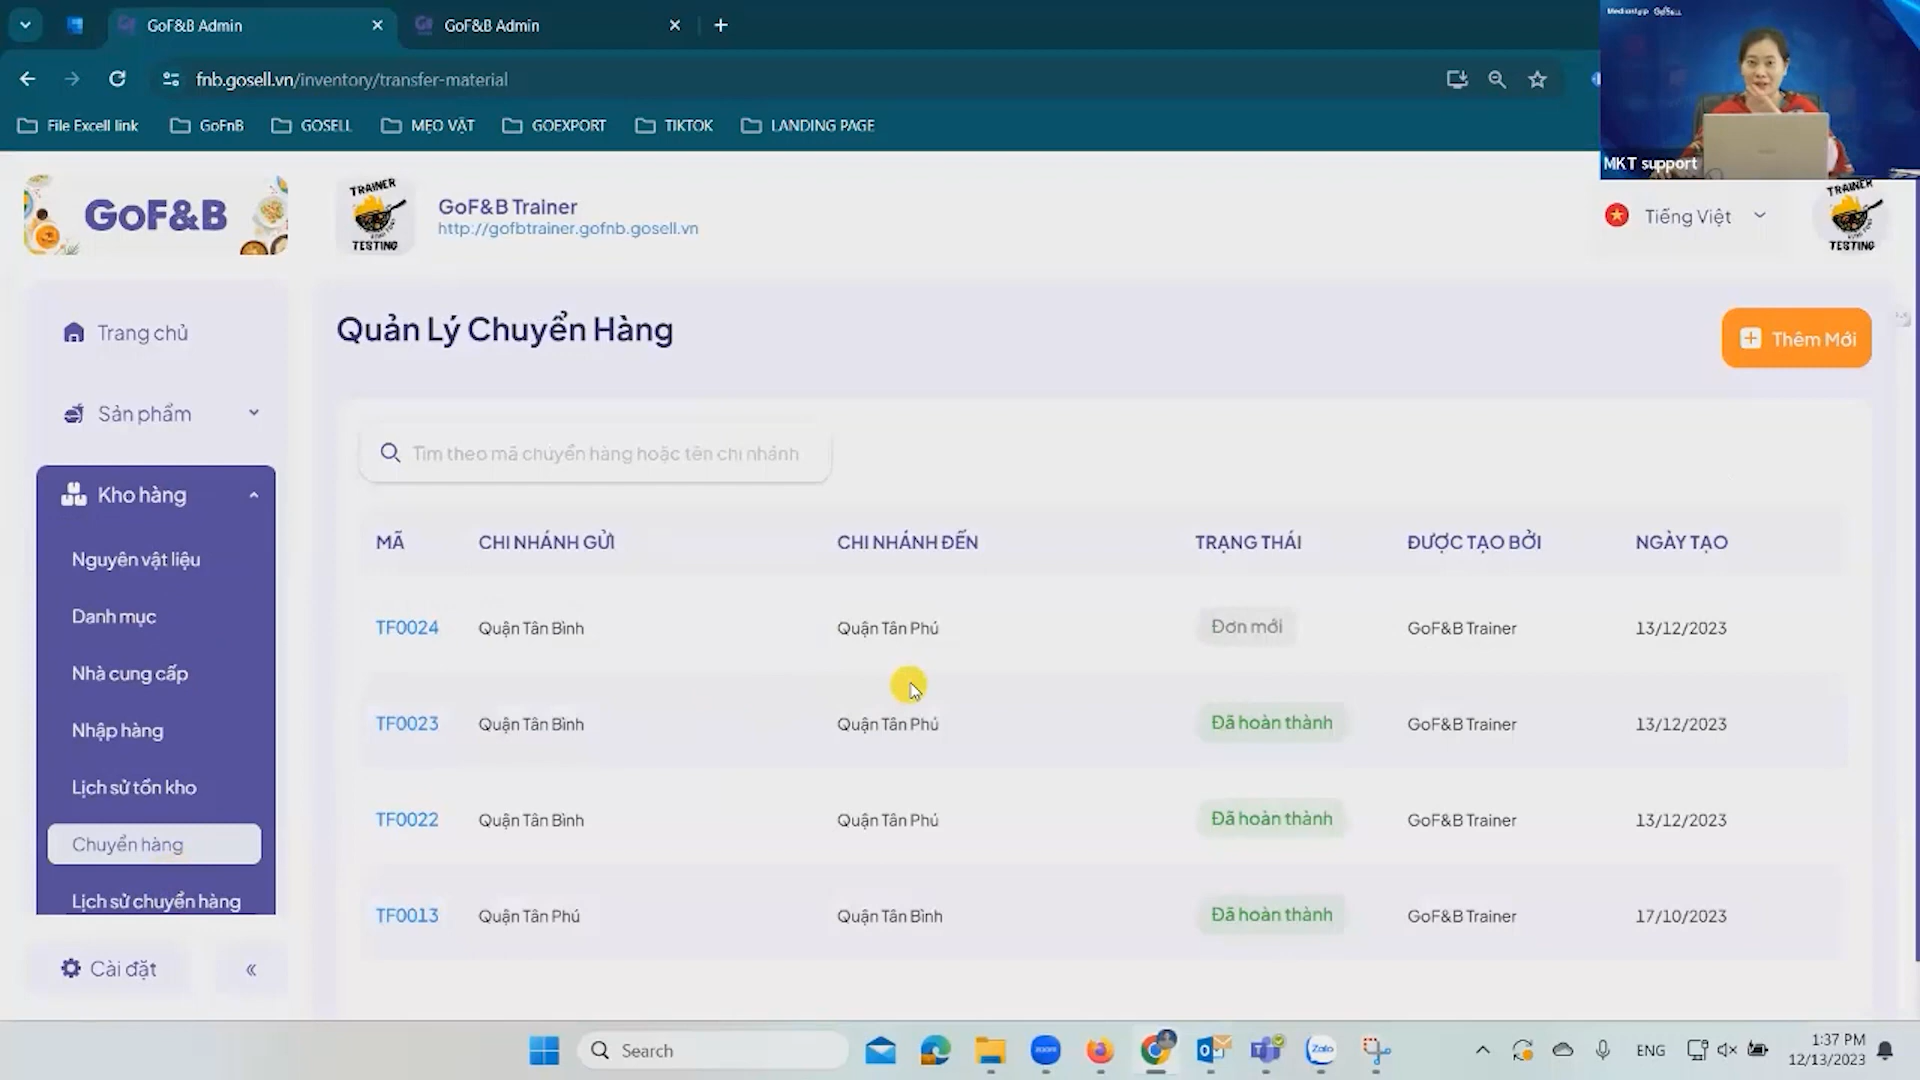 GoF&B Admin
GoF&B Admin
fnb.gosell.vn/inventory/transfer-material
File Excell link
GoFnB
GOSELL
MẸO VẶT
GOEXPORT
TIKTOK
LANDING PAGE
GoSELL
MKT support
GoF&B
TRAINER
TESTING
GoF&B Trainer
http://gofbtrainer.gofnb.gosell.vn
Tiếng Việt
TRAINER
TESTING
Trang chủ
Sản phẩm
Kho hàng
Nguyên vật liệu
Danh mục
Nhà cung cấp
Nhập hàng
Lịch sử tồn kho
Chuyển hàng
Lịch sử chuyển hàng
Cài đặt
Quản Lý Chuyển Hàng
Thêm Mới
Tìm theo mã chuyển hàng hoặc tên chi nhánh
MÃ CHI NHÁNH GỬI CHI NHÁNH ĐẾN TRẠNG THÁI ĐƯỢC TẠO BỞI NGÀY TẠO
TF0024 Quận Tân Bình Quận Tân Phú Đơn mới GoF&B Trainer 13/12/2023
TF0023 Quận Tân Bình Quận Tân Phú Đã hoàn thành GoF&B Trainer 13/12/2023
TF0022 Quận Tân Bình Quận Tân Phú Đã hoàn thành GoF&B Trainer 13/12/2023
TF0013 Quận Tân Phú Quận Tân Bình Đã hoàn thành GoF&B Trainer 17/10/2023
Search
zoom
Zalo
ENG
1:37 PM
12/13/2023